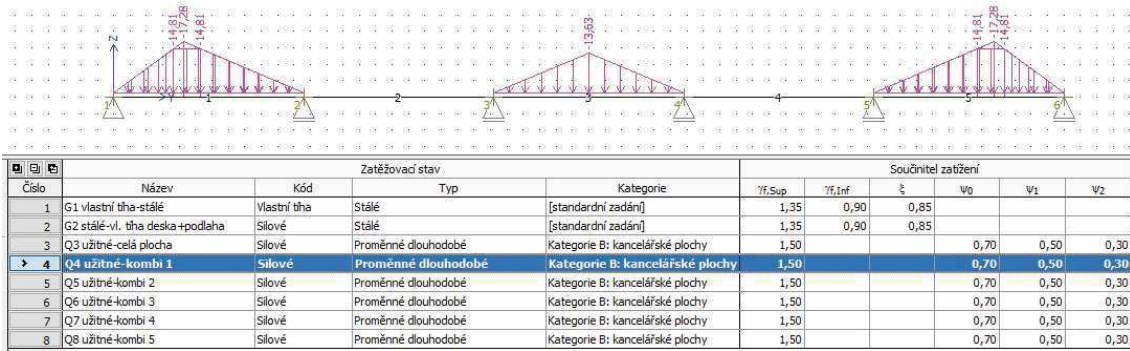 -14,81
-17,28
-14,81
-13,63
-14,81
-17,28
14,81
Z
Y
1 1 2 2 3 3 4 4 5 5 6
Zatěžovací stav Součinitel zatížení
Číslo Název Kód Typ Kategorie γf,Sup γf,Inf ξ Ψ0 Ψ1 Ψ2
1 G1 vlastní tíha-stálé Vlastní tíha Stálé [standardní zadání] 1,35 0,90 0,85
2 G2 stálé-vl. tíha deska+podlaha Silové Stálé [standardní zadání] 1,35 0,90 0,85
3 Q3 užitné-celá plocha Silové Proměnné dlouhodobé Kategorie B: kancelářské plochy 1,50 0,70 0,50 0,30
> 4 Q4 užitné-kombi 1 Silové Proměnné dlouhodobé Kategorie B: kancelářské plochy 1,50 0,70 0,50 0,30
5 Q5 užitné-kombi 2 Silové Proměnné dlouhodobé Kategorie B: kancelářské plochy 1,50 0,70 0,50 0,30
6 Q6 užitné-kombi 3 Silové Proměnné dlouhodobé Kategorie B: kancelářské plochy 1,50 0,70 0,50 0,30
7 Q7 užitné-kombi 4 Silové Proměnné dlouhodobé Kategorie B: kancelářské plochy 1,50 0,70 0,50 0,30
8 Q8 užitné-kombi 5 Silové Proměnné dlouhodobé Kategorie B: kancelářské plochy 1,50 0,70 0,50 0,30